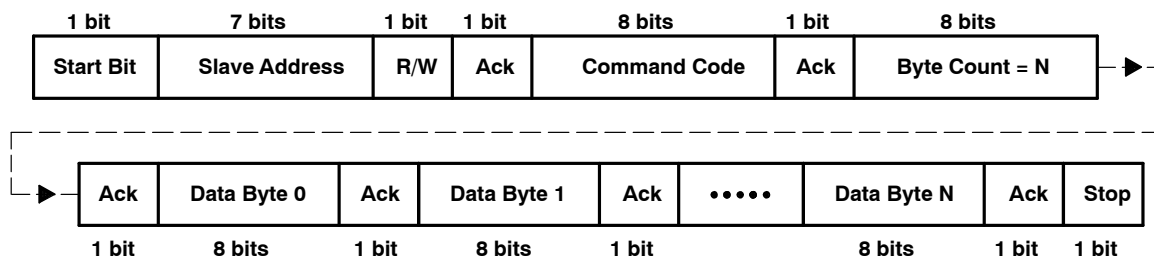 1 bit 7 bits 1 bit 1 bit 8 bits 1 bit 8 bits
Start Bit Slave Address R/W Ack Command Code Ack Byte Count = N
Ack Data Byte 0 Ack Data Byte 1 Ack ••••• Data Byte N Ack Stop
1 bit 8 bits 1 bit 8 bits 1 bit 8 bits 1 bit 1 bit